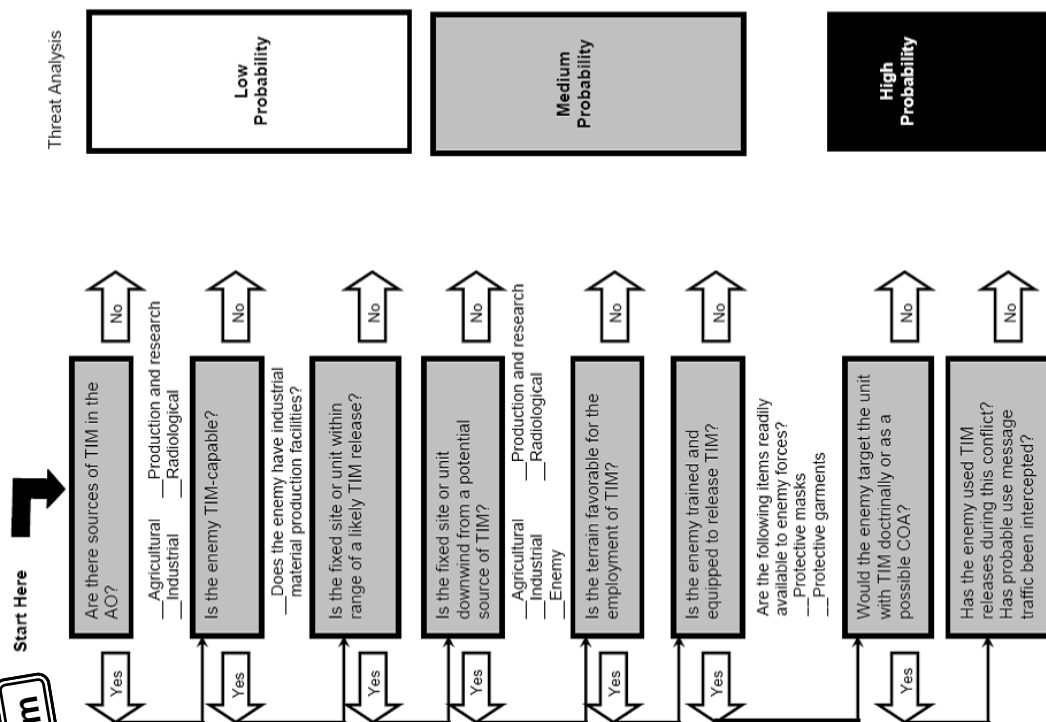 Start Here
Threat Analysis
Are there sources of TIM in the
AO?
Yes
No
__Agricultural __Production and research
__Industrial __Radiological
Is the enemy TIM-capable?
Yes
No
__Does the enemy have industrial
material production facilities?
Is the fixed site or unit within
range of a likely TIM release?
Yes
No
Low
Probability
Is the fixed site or unit
downwind from a potential
source of TIM?
Yes
No
__Agricultural __Production and research
__Industrial __Radiological
__Enemy
Is the terrain favorable for the
employment of TIM?
Yes
No
Is the enemy trained and
equipped to release TIM?
Yes
No
Medium
Probability
Are the following items readily
available to enemy forces?
__Protective masks
__Protective garments
Would the enemy target the unit
with TIM doctrinally or as a
possible COA?
Yes
No
Has the enemy used TIM
releases during this conflict?
Has probable use message
traffic been intercepted?
No
High
Probability